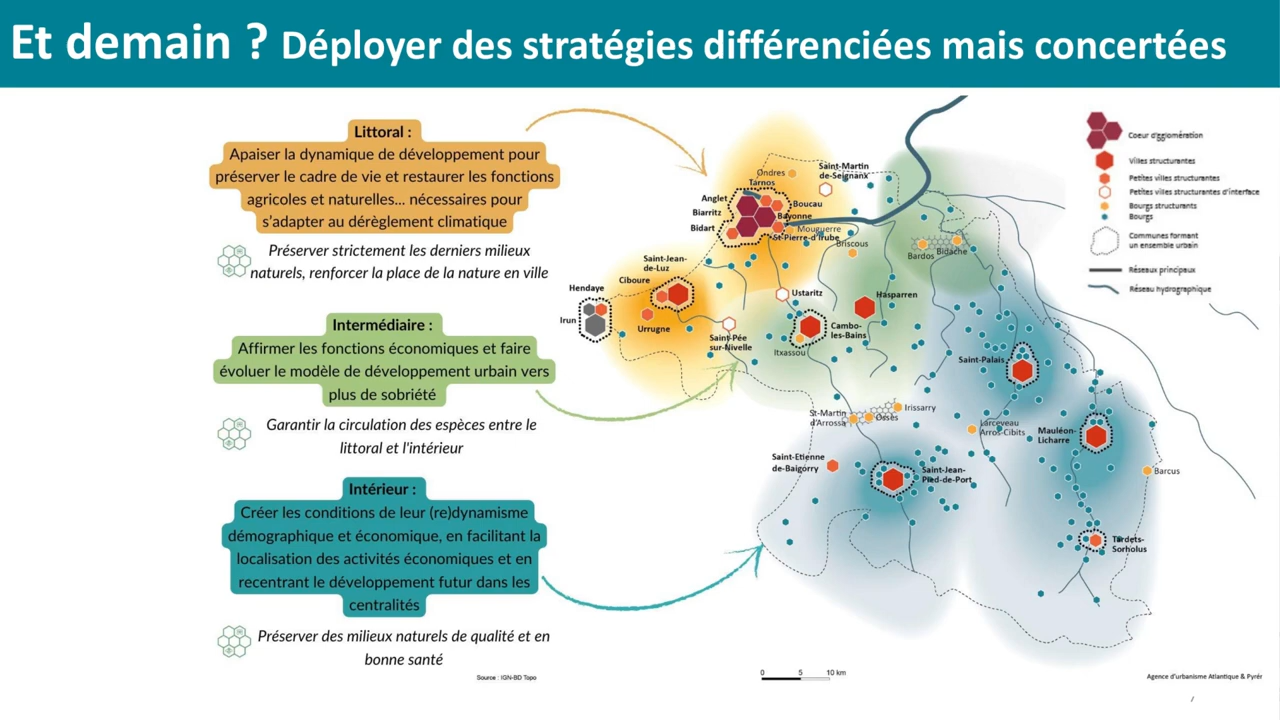 Et demain ? Déployer des stratégies différenciées mais concertées
Littoral :
Apaiser la dynamique de développement pour
préserver le cadre de vie et restaurer les fonctions
agricoles et naturelles... nécessaires pour
s'adapter au dérèglement climatique
Préserver strictement les derniers milieux
naturels, renforcer la place de la nature en ville
Intermédiaire :
Affirmer les fonctions économiques et faire
évoluer le modèle de développement urbain vers
plus de sobriété
Garantir la circulation des espèces entre le
littoral et l'intérieur
Intérieur :
Créer les conditions de leur (re)dynamisme
démographique et économique, en facilitant la
localisation des activités économiques et en
recentrant le développement futur dans les
centralités
Préserver des milieux naturels de qualité et en
bonne santé
Source : IGN-BD Topo
Ondres
Tarnos
Saint-Martin
de-Seignanx
Anglet
Boucau
Biarritz
Bayonne
Bidart
Mouguerre
St-Pierre-d'Irube
Briscous
Bardos
Bidache
Saint-Jean-
de-Luz
Ciboure
Hendaye
Irun
Urrugne
Ustaritz
Hasparren
Saint-Pée
sur-Nivelle
Cambo-
les-Bains
Itxassou
Saint-Palais
St-Martin
d'Arrossa
Ossès
Irissarry
Larceveau
Arros-Cibits
Mauléon-
Licharre
Saint-Etienne
de-Baigorry
Saint-Jean-
Pied-de-Port
Barcus
Tardets-
Sorholus
Coeur d'agglomération
Villes structurantes
Petites villes structurantes
Petites villes structurantes d'interface
Bourgs structurants
Bourgs
Communes formant
un ensemble urbain
Réseaux principaux
Réseau hydrographique
0 5 10 km
Agence d'urbanisme Atlantique & Pyrér